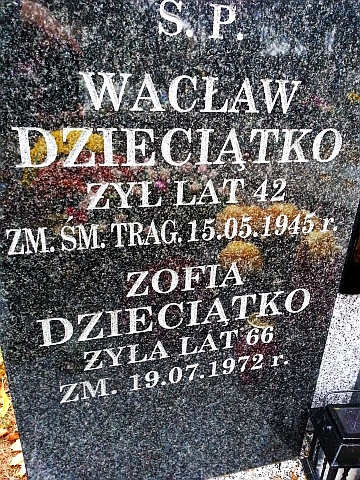 Ś. P.
WACŁAW
DZIECIĄTKO
ŻYŁ LAT 42
ZM. ŚM. TRAG. 15.05.1945 r.
ZOFIA
DZIECIĄTKO
ŻYŁA LAT 66
ZM. 19.07.1972 r.